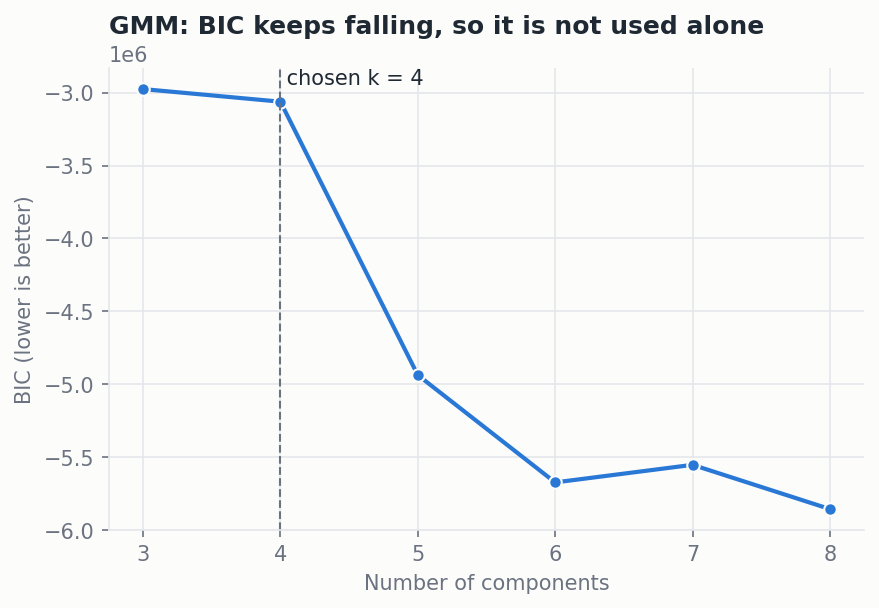 GMM: BIC keeps falling, so it is not used alone
1e6
chosen k = 4
−3.0
−3.5
−4.0
−4.5
−5.0
−5.5
−6.0
BIC (lower is better)
3 4 5 6 7 8
Number of components